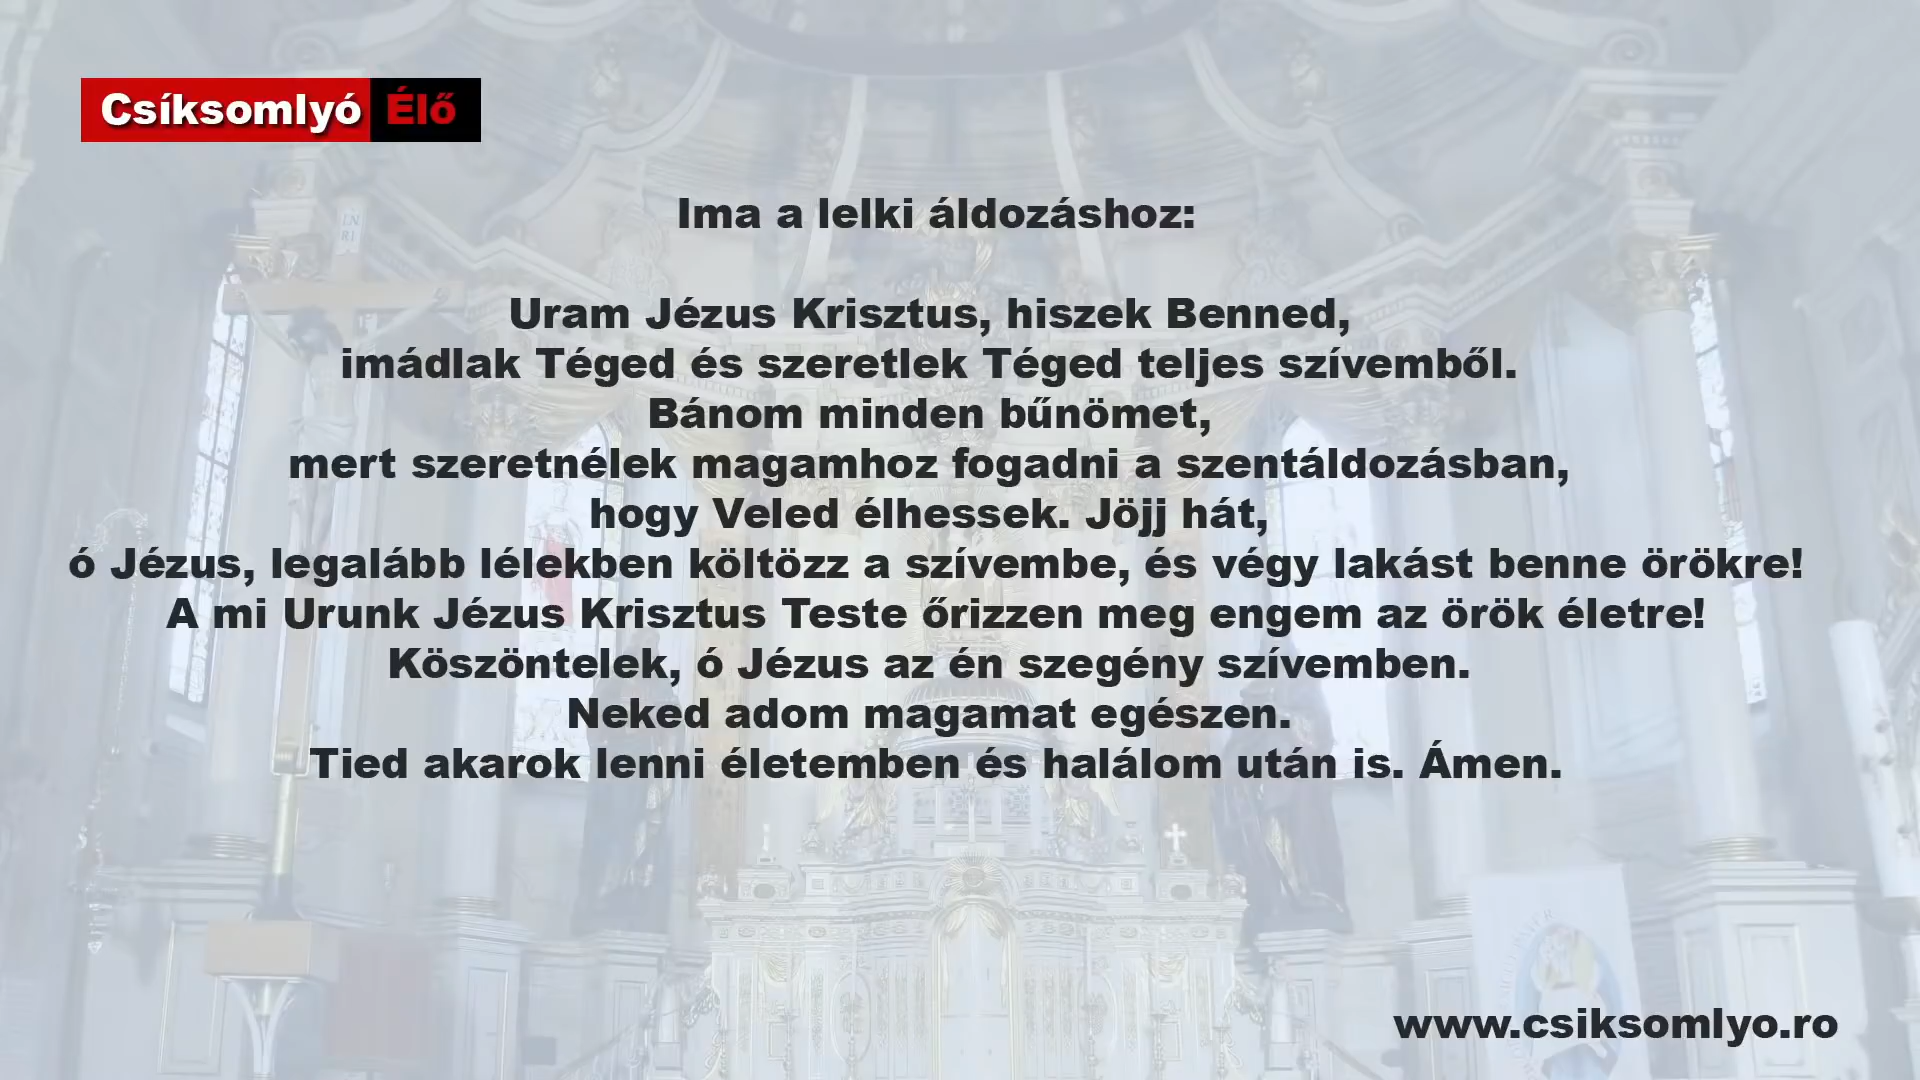 Csíksomlyó Élő
Ima a lelki áldozáshoz:
Uram Jézus Krisztus, hiszek Benned,
imádlak Téged és szeretlek Téged teljes szívemből.
Bánom minden bűnömet,
mert szeretnélek magamhoz fogadni a szentáldozásban,
hogy Veled élhessek. Jöjj hát,
ó Jézus, legalább lélekben költözz a szívembe, és végy lakást benne örökre!
A mi Urunk Jézus Krisztus Teste őrizzen meg engem az örök életre!
Köszöntelek, ó Jézus az én szegény szívemben.
Neked adom magamat egészen.
Tied akarok lenni életemben és halálom után is. Ámen.
IN
RI
www.csiksomlyo.ro